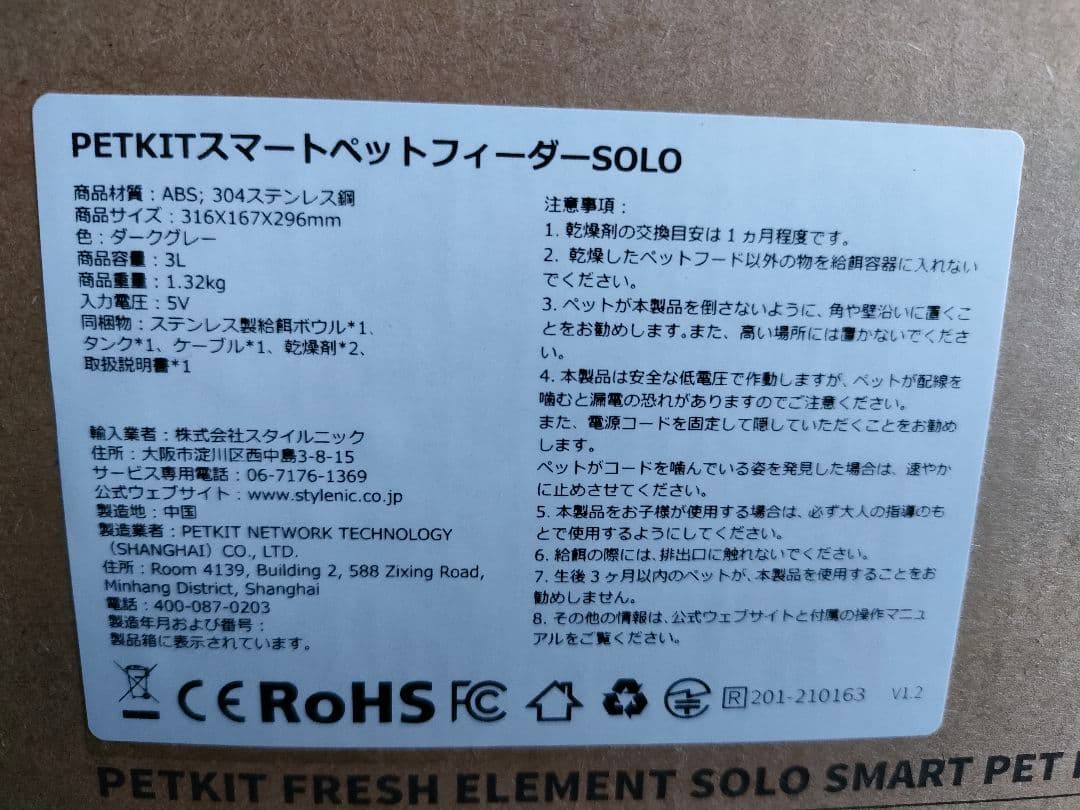 PETKITスマートペットフィーダーSOLO
商品材質：ABS; 304ステンレス鋼
商品サイズ：316X167X296mm
色：ダークグレー
商品容量：3L
商品重量：1.32kg
入力電圧：5V
同梱物：ステンレス製給餌ボウル*1、
タンク*1、ケーブル*1、乾燥剤*2、
取扱説明書*1
輸入業者：株式会社スタイルニック
住所：大阪市淀川区西中島3-8-15
サービス専用電話：06-7176-1369
公式ウェブサイト：www.stylenic.co.jp
製造地：中国
製造業者：PETKIT NETWORK TECHNOLOGY
（SHANGHAI）CO., LTD.
住所：Room 4139, Building 2, 588 Zixing Road,
Minhang District, Shanghai
電話：400-087-0203
製造年月および番号：
製品箱に表示されています。
注意事項：
1. 乾燥剤の交換目安は１ヵ月程度です。
2. 乾燥したペットフード以外の物を給餌容器に入れない
でください。
3. ペットが本製品を倒さないように、角や壁沿いに置くこ
とをお勧めします。また、高い場所には置かないでくださ
い。
4. 本製品は安全な低電圧で作動しますが、ペットが配線を
噛むと漏電の恐れがありますのでご注意ください。
また、電源コードを固定して隠していただくことをお勧め
します。
ペットがコードを噛んでいる姿を発見した場合は、速やか
に止めさせてください。
5. 本製品をお子様が使用する場合は、必ず大人の指導のも
とで使用するようにしてください。
6. 給餌の際には、排出口に触れないでください。
7. 生後３ヶ月以内のペットが、本製品を使用することをお
勧めしません。
8. その他の情報は、公式ウェブサイトと付属の操作マニュ
アルをご覧ください。
CE RoHS FC R 201-210163 V1.2
PETKIT FRESH ELEMENT SOLO SMART PET